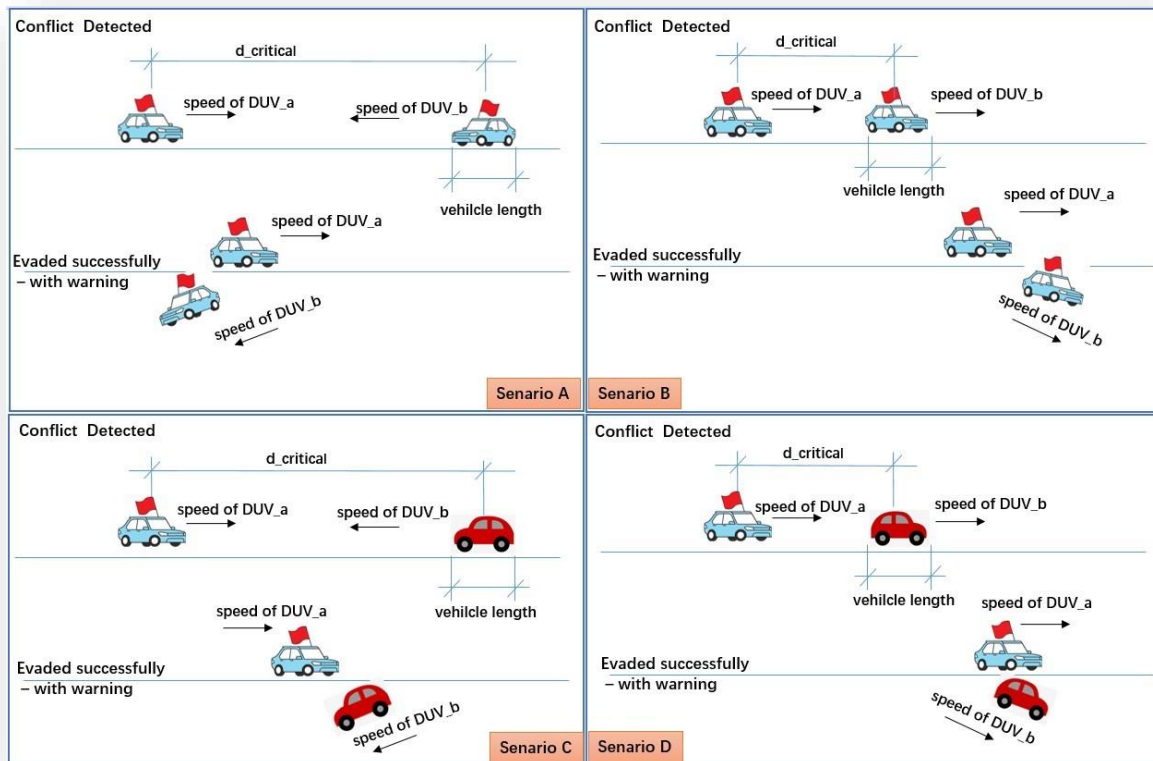 Conflict Detected
d_critical
speed of DUV_a
speed of DUV_b
vehilcle length
speed of DUV_a
Evaded successfully
– with warning
speed of DUV_b
Senario A
Conflict Detected
d_critical
speed of DUV_a
speed of DUV_b
vehilcle length
speed of DUV_a
Evaded successfully
– with warning
speed of DUV_b
Senario B
Conflict Detected
d_critical
speed of DUV_a
speed of DUV_b
vehilcle length
speed of DUV_a
Evaded successfully
– with warning
speed of DUV_b
Senario C
Conflict Detected
d_critical
speed of DUV_a
speed of DUV_b
vehilcle length
speed of DUV_a
Evaded successfully
– with warning
speed of DUV_b
Senario D